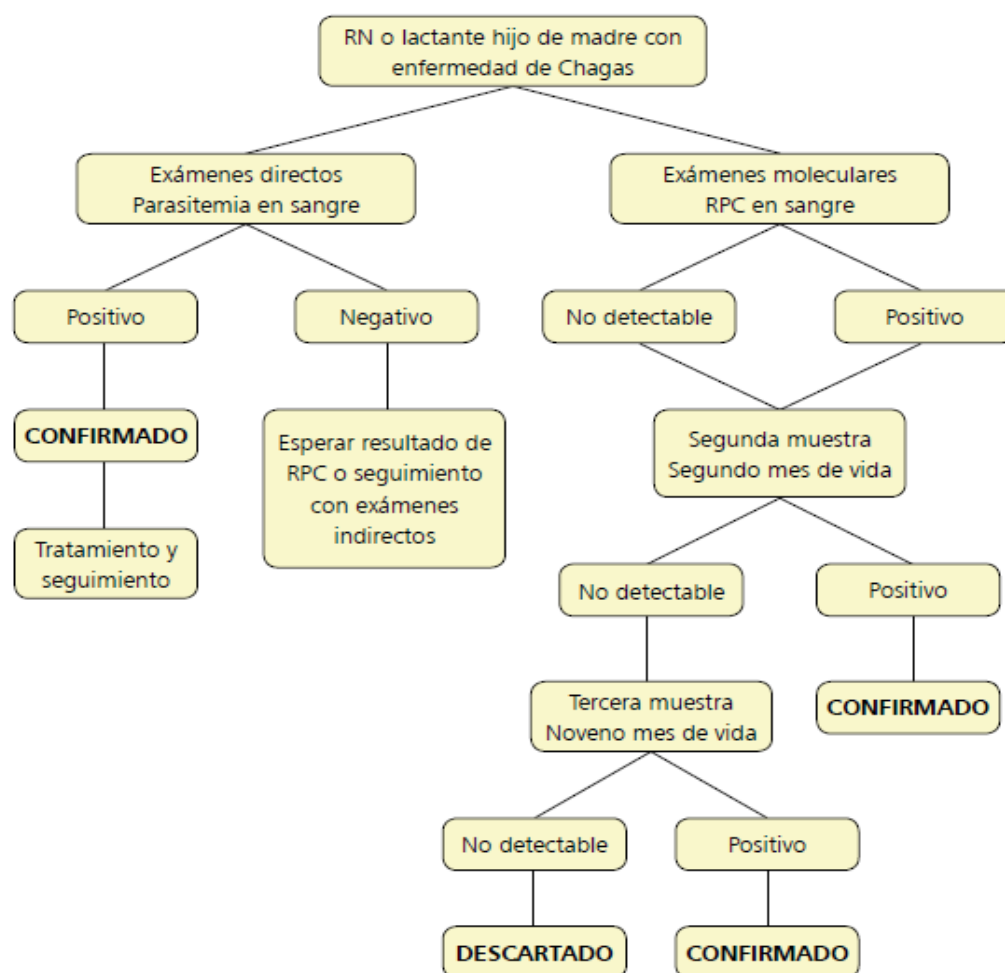 RN o lactante hijo de madre con
enfermedad de Chagas
Exámenes directos
Parasitemia en sangre
Exámenes moleculares
RPC en sangre
Positivo
Negativo
No detectable
Positivo
CONFIRMADO
Esperar resultado de
RPC o seguimiento
con exámenes
indirectos
Segunda muestra
Segundo mes de vida
Tratamiento y
seguimiento
No detectable
Positivo
Tercera muestra
Noveno mes de vida
CONFIRMADO
No detectable
Positivo
DESCARTADO
CONFIRMADO